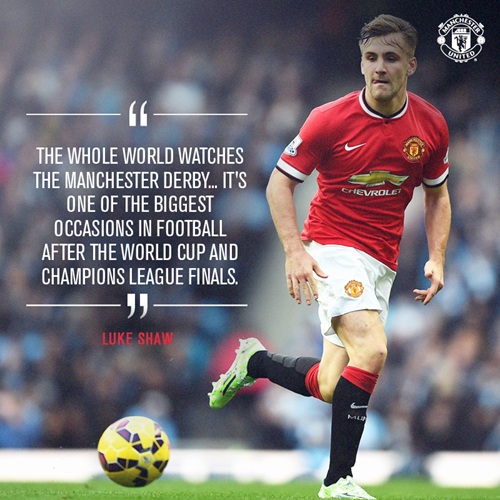 MANCHESTER
UNITED
“
THE WHOLE WORLD WATCHES
THE MANCHESTER DERBY... IT'S
ONE OF THE BIGGEST
OCCASIONS IN FOOTBALL
AFTER THE WORLD CUP AND
CHAMPIONS LEAGUE FINALS.
”
LUKE SHAW
CHEVROLET